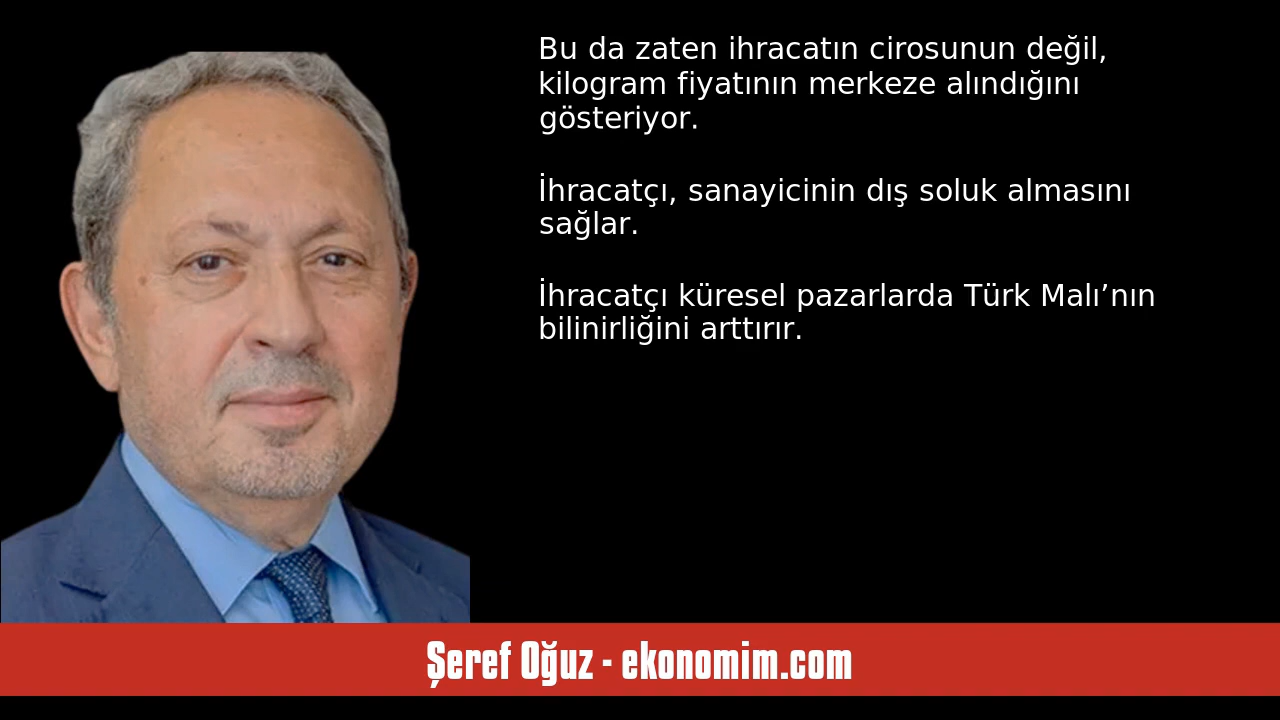 Bu da zaten ihracatın cirosunun değil,
kilogram fiyatının merkeze alındığını
gösteriyor.
İhracatçı, sanayicinin dış soluk almasını
sağlar.
İhracatçı küresel pazarlarda Türk Malı’nın
bilinirliğini arttırır.
Şeref Oğuz - ekonomim.com